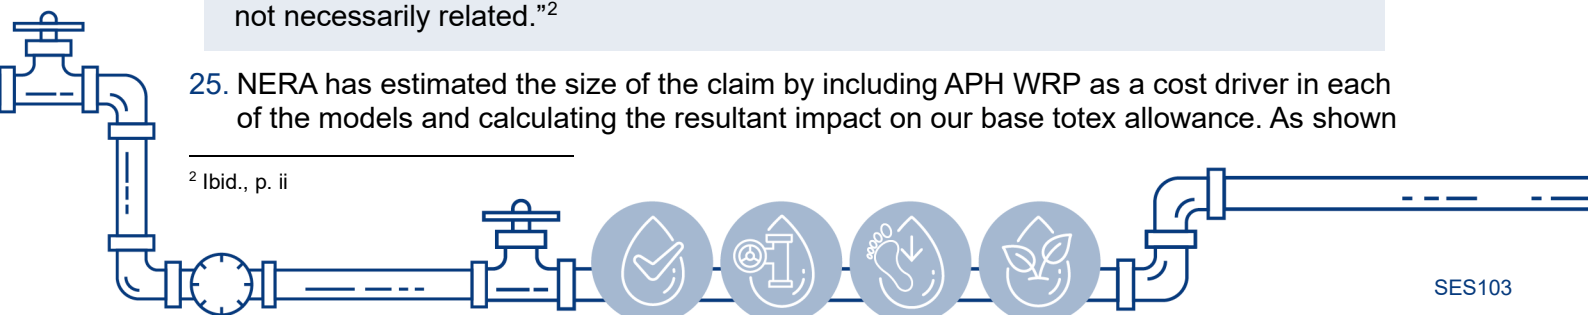 not necessarily related.”2
25. NERA has estimated the size of the claim by including APH WRP as a cost driver in each
of the models and calculating the resultant impact on our base totex allowance. As shown
2 Ibid., p. ii
SES103